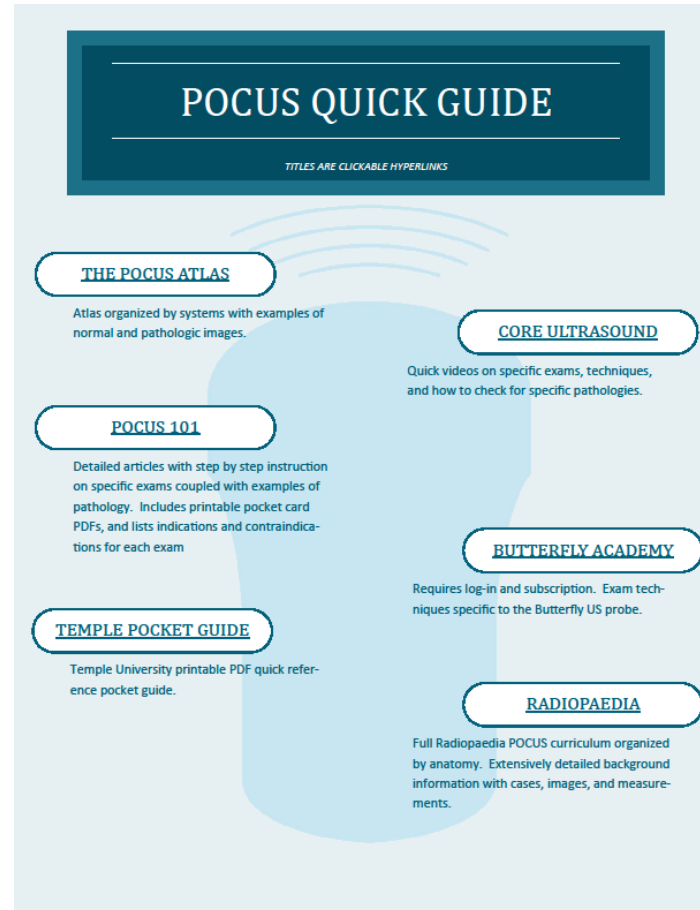 POCUS QUICK GUIDE
TITLES ARE CLICKABLE HYPERLINKS
THE POCUS ATLAS
Atlas organized by systems with examples of
normal and pathologic images.
CORE ULTRASOUND
Quick videos on specific exams, techniques,
and how to check for specific pathologies.
POCUS 101
Detailed articles with step by step instruction
on specific exams coupled with examples of
pathology.  Includes printable pocket card
PDFs, and lists indications and contraindica-
tions for each exam
BUTTERFLY ACADEMY
Requires log-in and subscription.  Exam tech-
niques specific to the Butterfly US probe.
TEMPLE POCKET GUIDE
Temple University printable PDF quick refer-
ence pocket guide.
RADIOPAEDIA
Full Radiopaedia POCUS curriculum organized
by anatomy.  Extensively detailed background
information with cases, images, and measure-
ments.